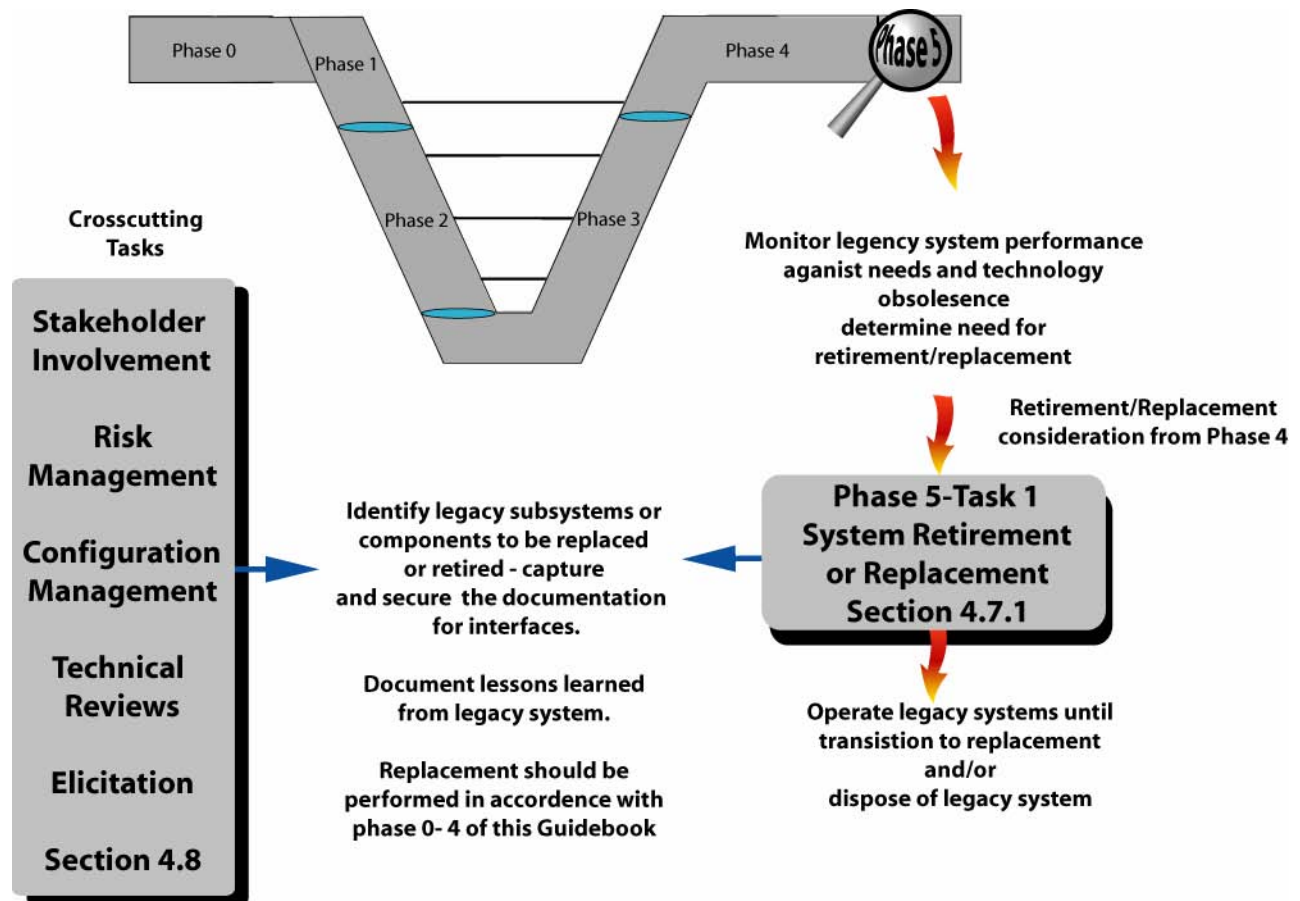 Phase 0
Phase 1
Phase 2
Phase 3
Phase 4
Phase 5
Crosscutting
Tasks
Stakeholder
Involvement
Risk
Management
Configuration
Management
Technical
Reviews
Elicitation
Section 4.8
Identify legacy subsystems or
components to be replaced
or retired - capture
and secure the documentation
for interfaces.
Document lessons learned
from legacy system.
Replacement should be
performed in accordence with
phase 0- 4 of this Guidebook
Monitor legency system performance
aganist needs and technology
obsolesence
determine need for
retirement/replacement
Retirement/Replacement
consideration from Phase 4
Phase 5-Task 1
System Retirement
or Replacement
Section 4.7.1
Operate legacy systems until
transistion to replacement
and/or
dispose of legacy system